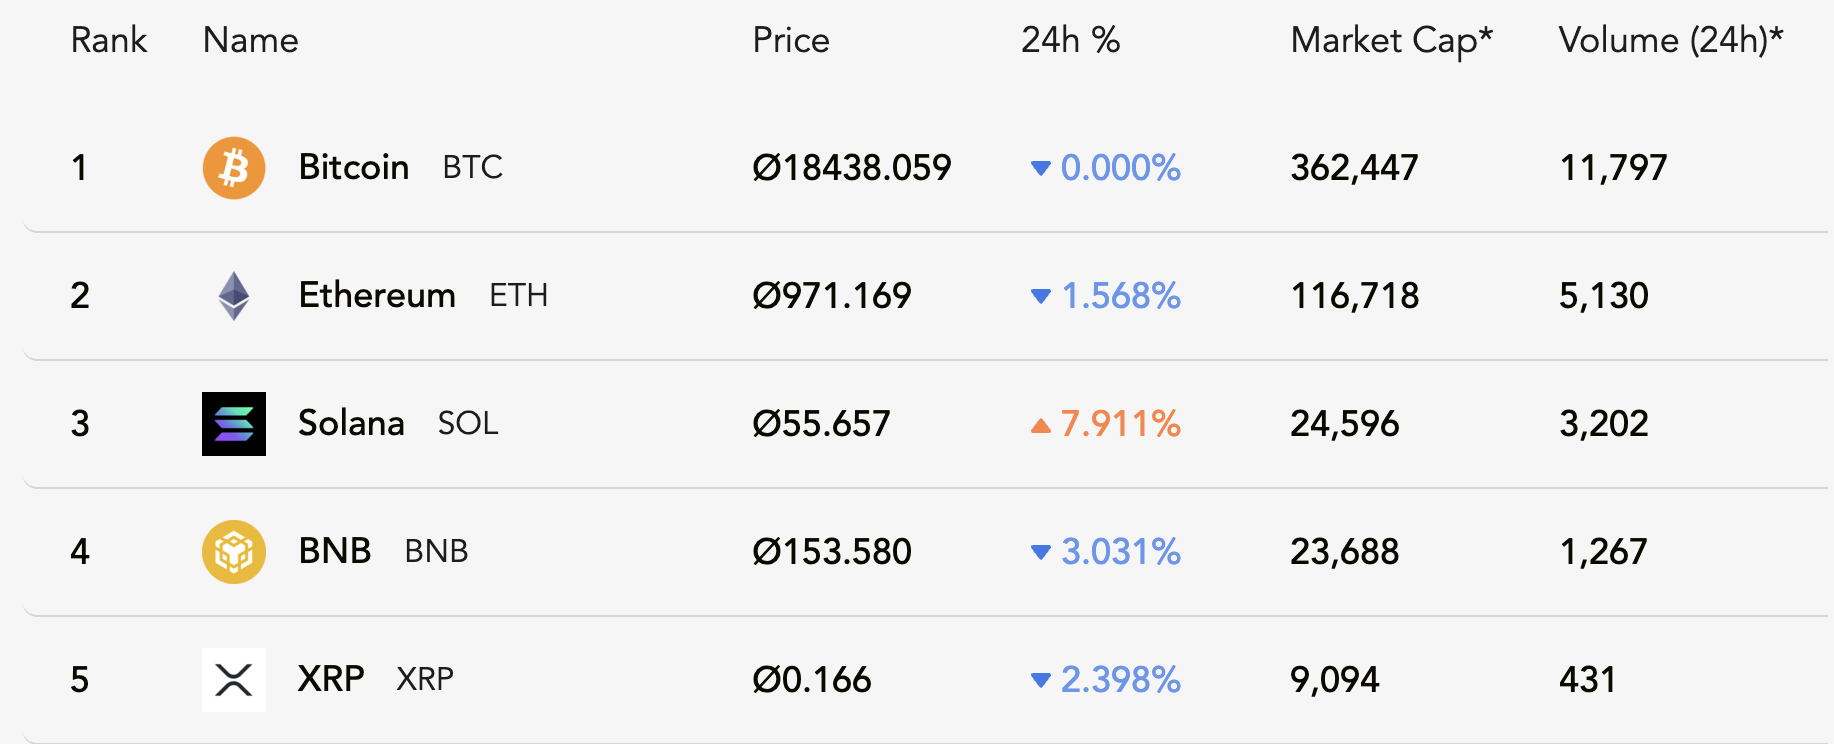 Rank Name Price 24h % Market Cap* Volume (24h)*
1 Bitcoin BTC Ø18438.059 ▼ 0.000% 362,447 11,797
2 Ethereum ETH Ø971.169 ▼ 1.568% 116,718 5,130
3 Solana SOL Ø55.657 ▲ 7.911% 24,596 3,202
4 BNB BNB Ø153.580 ▼ 3.031% 23,688 1,267
5 XRP XRP Ø0.166 ▼ 2.398% 9,094 431